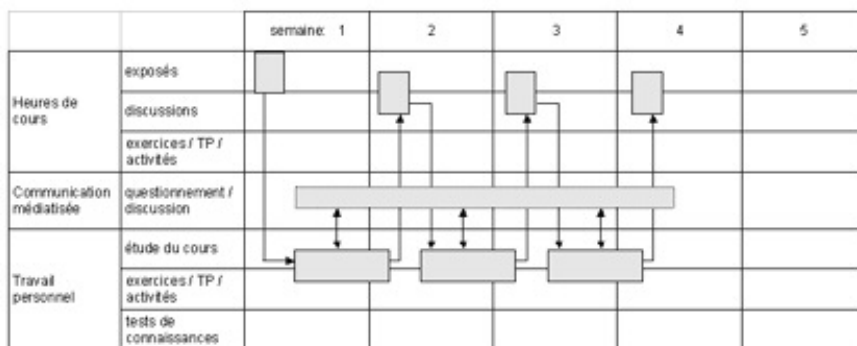 semaine: 1 2 3 4 5
exposés
Heures de
cours
discussions
exercices / TP /
activités
Communication
médiatisée
questionnement /
discussion
étude du cours
Travail
personnel
exercices / TP /
activités
tests de
connaissances